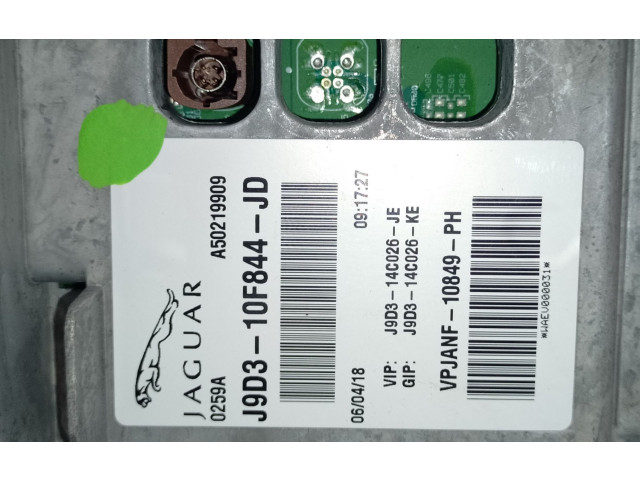 JAGUAR
0259A A50219909
J9D3-10F844-JD
06/04/18 09:17:27
VIP: J9D3-14C026-JE
GIP: J9D3-14C026-KE
VPJANF-10849-PH
*WAEV000031*